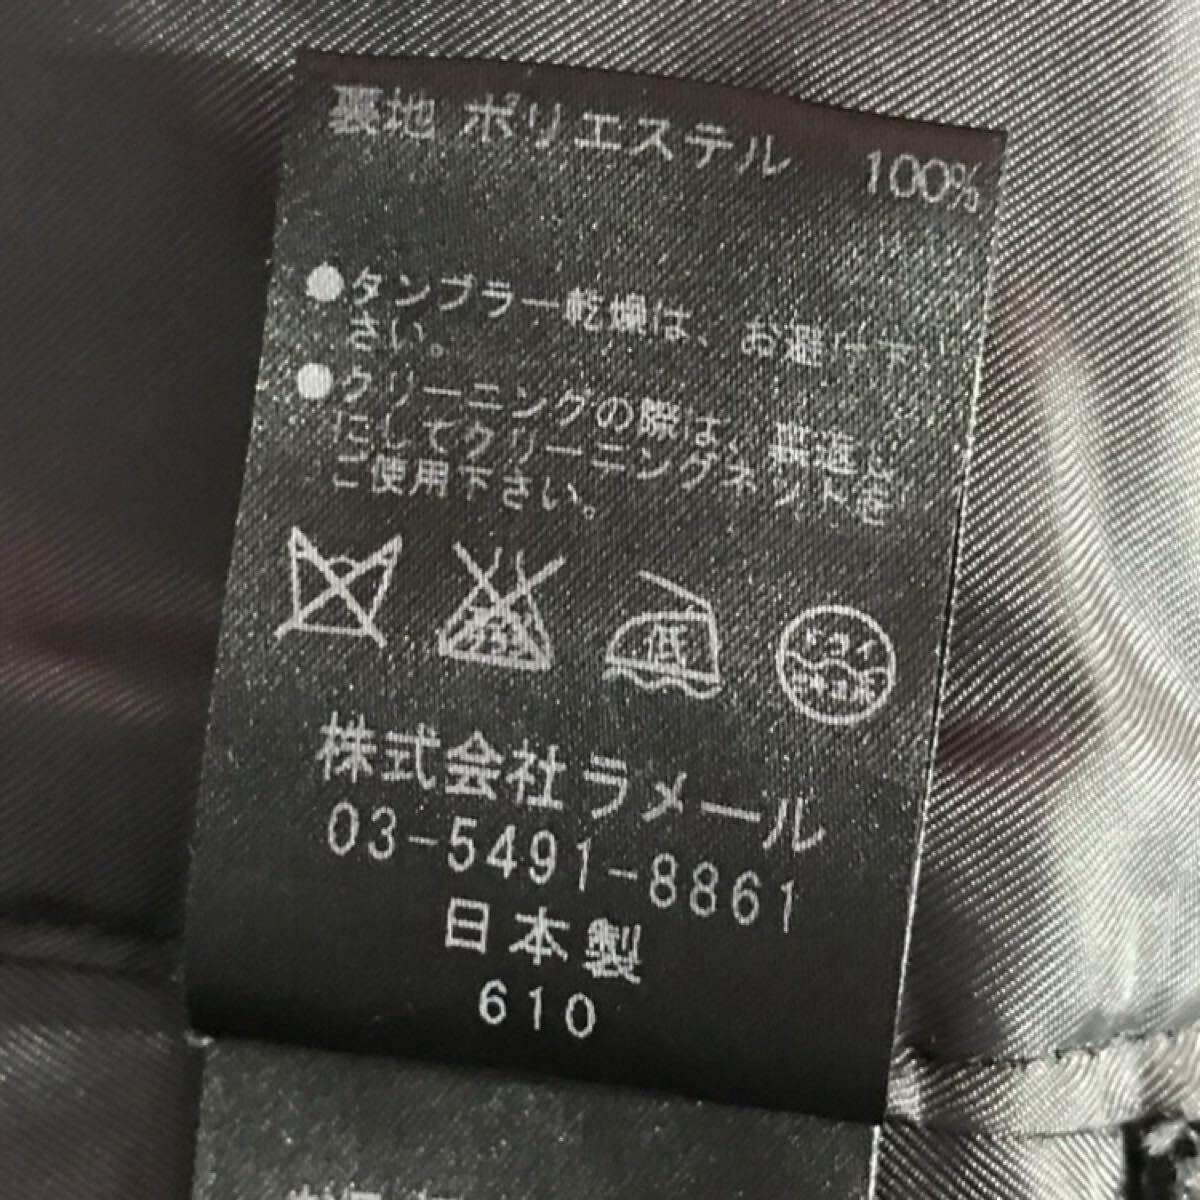 裏地 ポリエステル 100%
●タンブラー乾燥は、お避け下
さい。
●クリーニングの際は、裏返し
にしてクリーニングネットを
ご使用下さい。
低
ドライ
株式会社ラメール
03-5491-8861
日本製
610